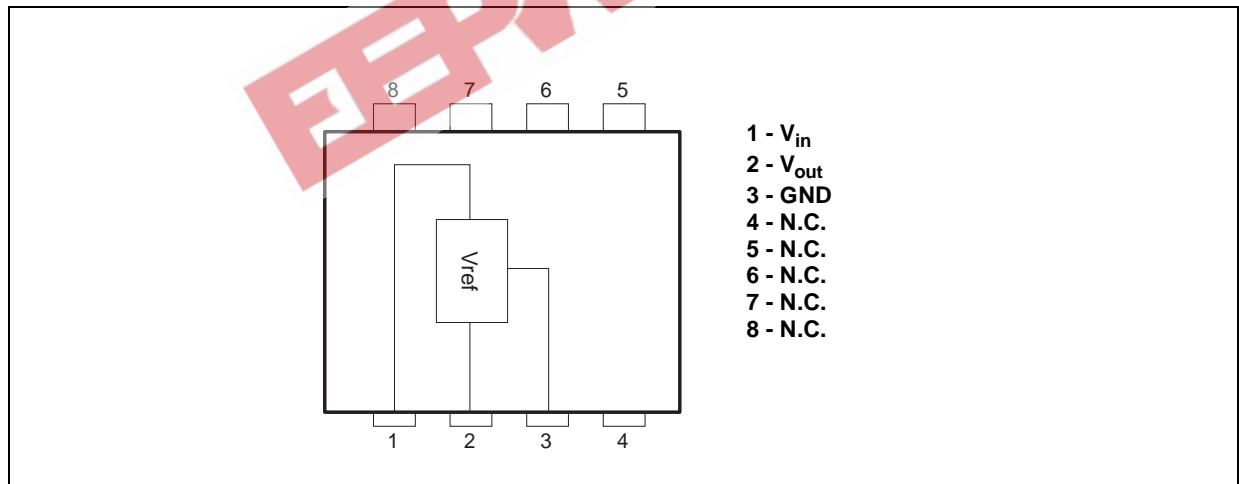 8 7 6 5
Vref
1 2 3 4
1 - Vin
2 - Vout
3 - GND
4 - N.C.
5 - N.C.
6 - N.C.
7 - N.C.
8 - N.C.